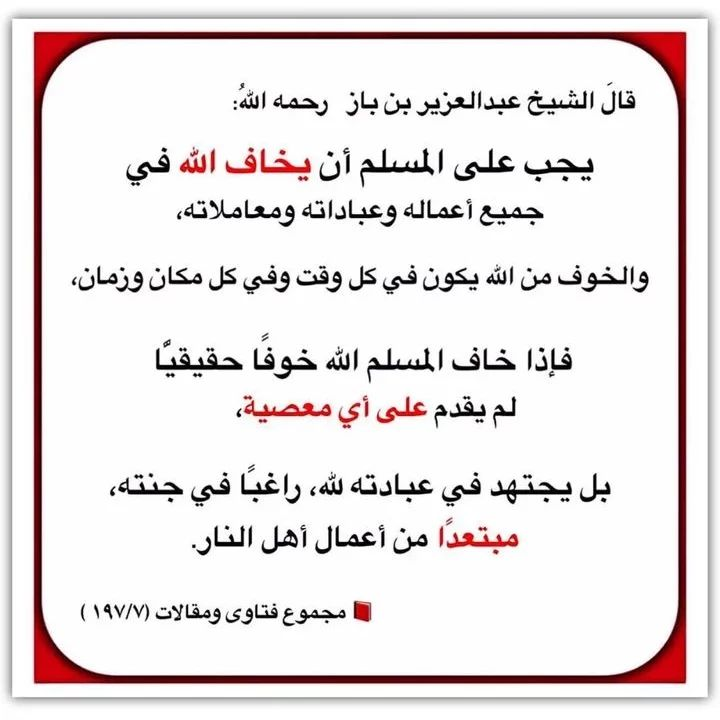 قالَ الشيخ عبدالعزيز بن باز رحمه اللهُ:
يجب على المسلم أن يخاف الله في
جميع أعماله وعباداته ومعاملاته،
والخوف من الله يكون في كل وقت وفي كل مكان وزمان،
فإذا خاف المسلم الله خوفًا حقيقيًّا
لم يقدم على أي معصية،
بل يجتهد في عبادته لله، راغبًا في جنته،
مبتعدًا من أعمال أهل النار.
مجموع فتاوى ومقالات (١٩٧/٧ )